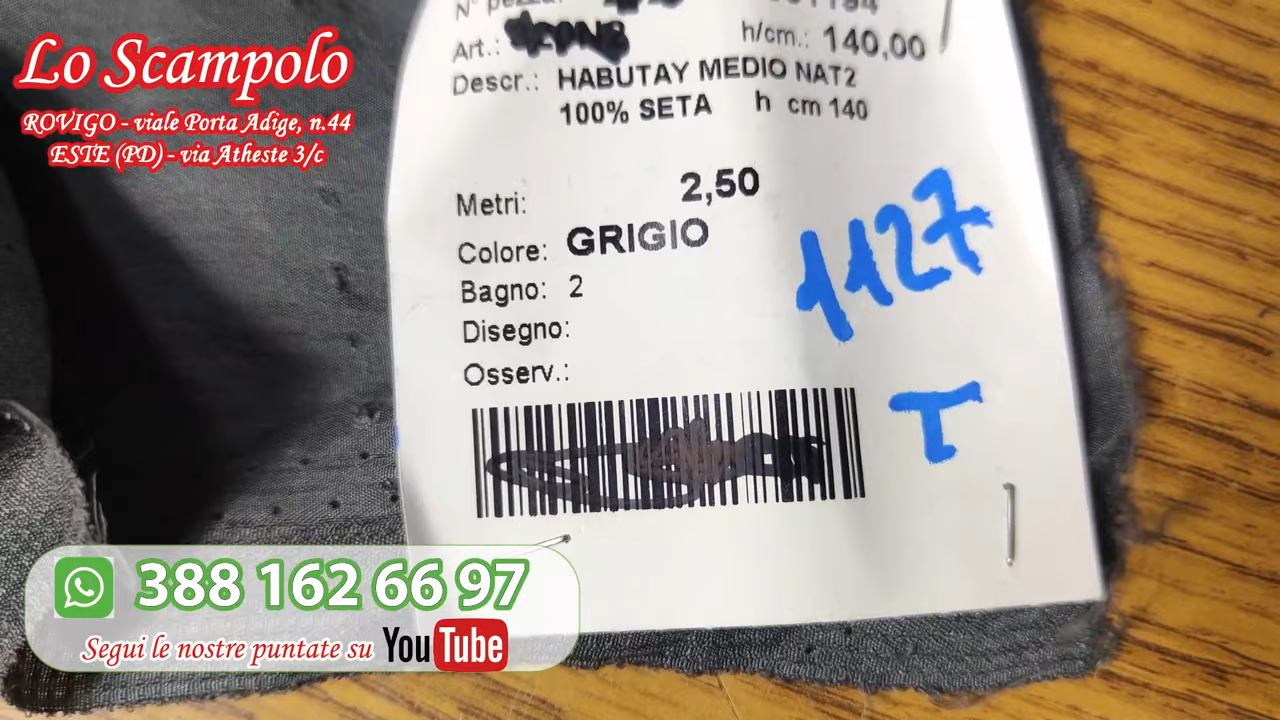 Lo Scampolo
ROVIGO - viale Porta Adige, n.44
ESTE (PD) - via Atheste 3/c
N° pezza:
Art.:
h/cm.: 140,00
Descr.: HABUTAY MEDIO NAT2
100% SETA h cm 140
Metri: 2,50
Colore: GRIGIO
Bagno: 2
Disegno:
Osserv.:
1127
T
388 162 66 97
Segui le nostre puntate su YouTube